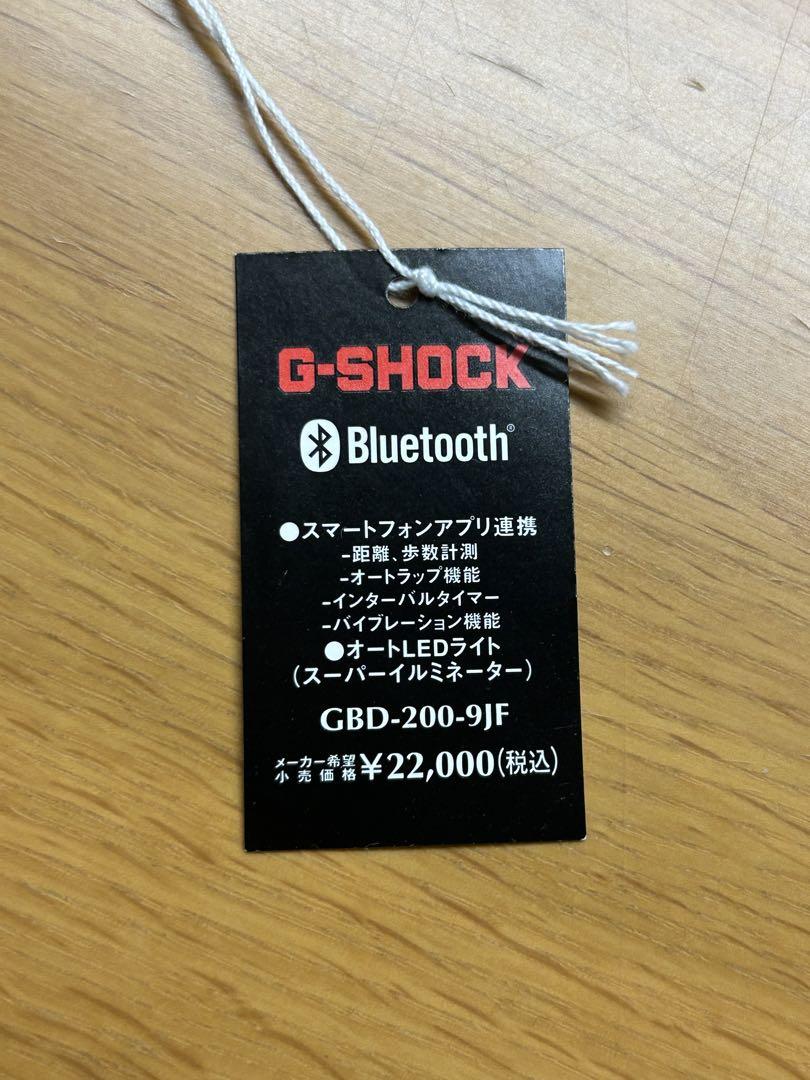 G-SHOCK
Bluetooth®
●スマートフォンアプリ連携
-距離、歩数計測
-オートラップ機能
-インターバルタイマー
-バイブレーション機能
●オートLEDライト
(スーパーイルミネーター)
GBD-200-9JF
メーカー希望小売価格 ¥22,000(税込)